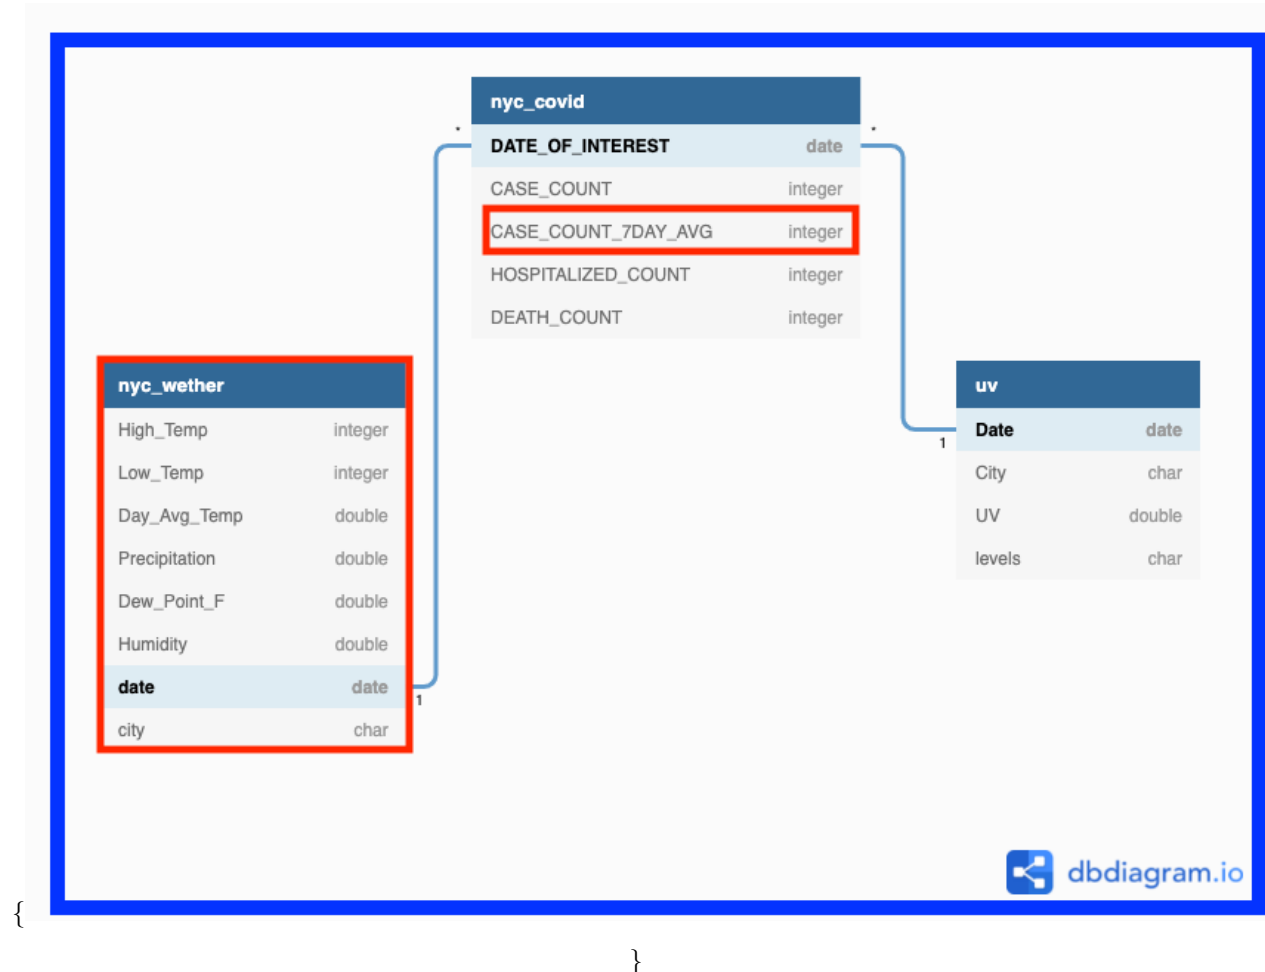 nyc_covid
*
*
DATE_OF_INTEREST date
CASE_COUNT integer
CASE_COUNT_7DAY_AVG integer
HOSPITALIZED_COUNT integer
DEATH_COUNT integer
nyc_wether
High_Temp integer
Low_Temp integer
Day_Avg_Temp double
Precipitation double
Dew_Point_F double
Humidity double
date date
1
city char
uv
Date date
1
City char
UV double
levels char
dbdiagram.io
{
}